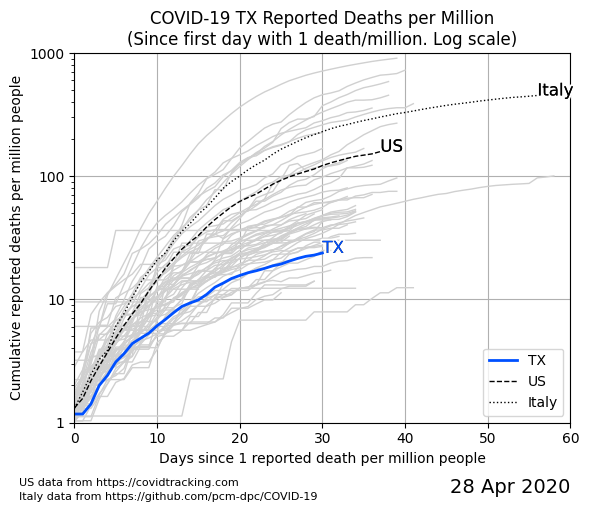 COVID-19 TX Reported Deaths per Million
(Since first day with 1 death/million. Log scale)
Cumulative reported deaths per million people
1000
100
10
1
Italy
US
TX
TX
US
Italy
0 10 20 30 40 50 60
Days since 1 reported death per million people
US data from https://covidtracking.com
Italy data from https://github.com/pcm-dpc/COVID-19
28 Apr 2020